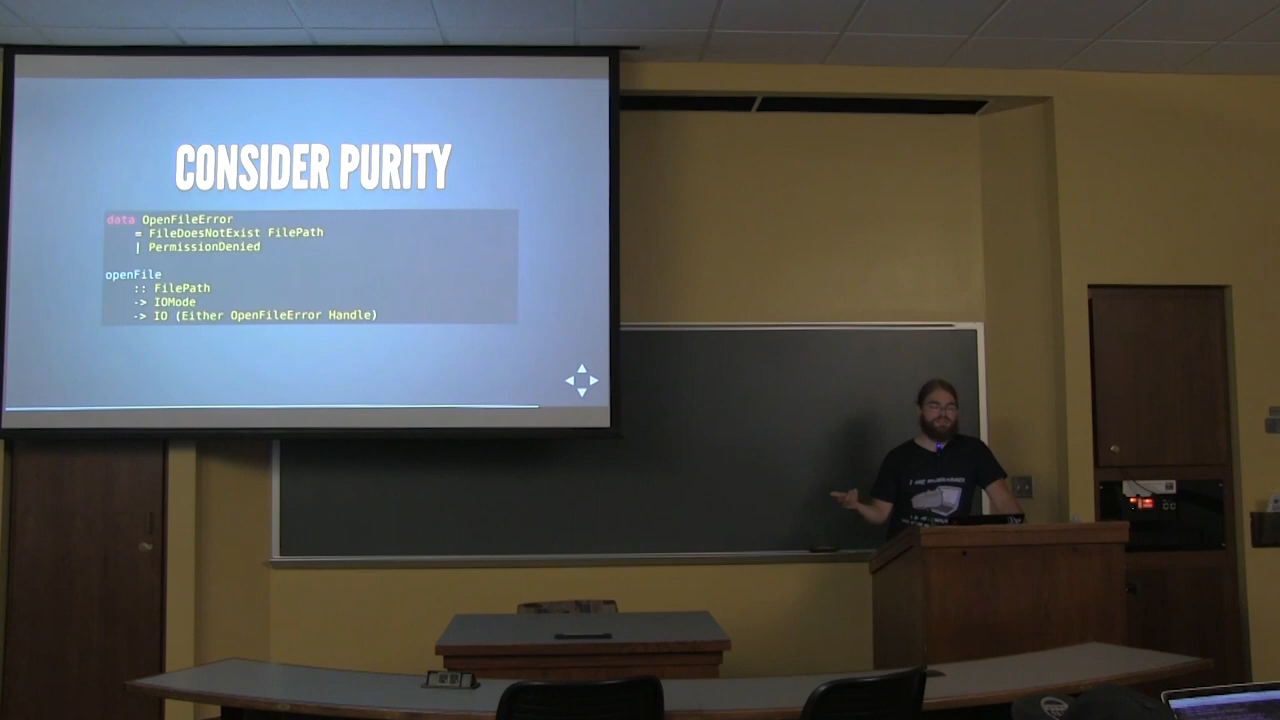 CONSIDER PURITY
data OpenFileError
= FileDoesNotExist FilePath
| PermissionDenied
openFile
:: FilePath
-> IOMode
-> IO (Either OpenFileError Handle)